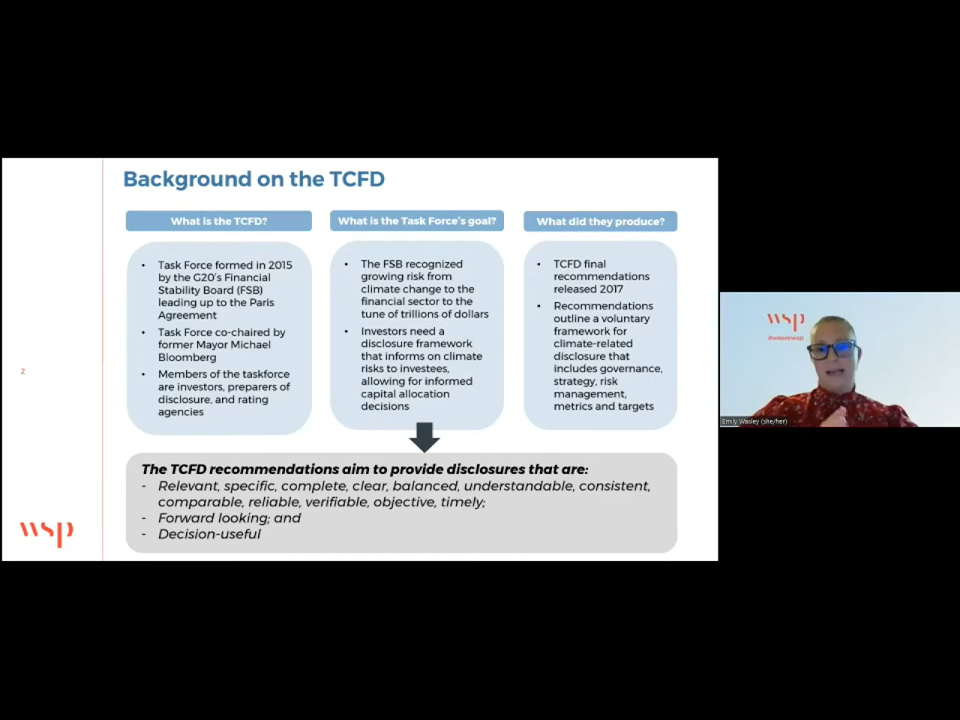 Background on the TCFD
What is the TCFD?
• Task Force formed in 2015
by the G20's Financial
Stability Board (FSB)
leading up to the Paris
Agreement
• Task Force co-chaired by
former Mayor Michael
Bloomberg
• Members of the taskforce
are investors, preparers of
disclosure, and rating
agencies
What is the Task Force's goal?
• The FSB recognized
growing risk from
climate change to the
financial sector to the
tune of trillions of dollars
• Investors need a
disclosure framework
that informs on climate
risks to investees,
allowing for informed
capital allocation
decisions
What did they produce?
• TCFD final
recommendations
released 2017
• Recommendations
outline a voluntary
framework for
climate-related
disclosure that
includes governance,
strategy, risk
management,
metrics and targets
The TCFD recommendations aim to provide disclosures that are:
- Relevant, specific, complete, clear, balanced, understandable, consistent,
comparable, reliable, verifiable, objective, timely;
- Forward looking; and
- Decision-useful
2
wsp
wsp
#wearewsp
Emily Wasley (she/her)